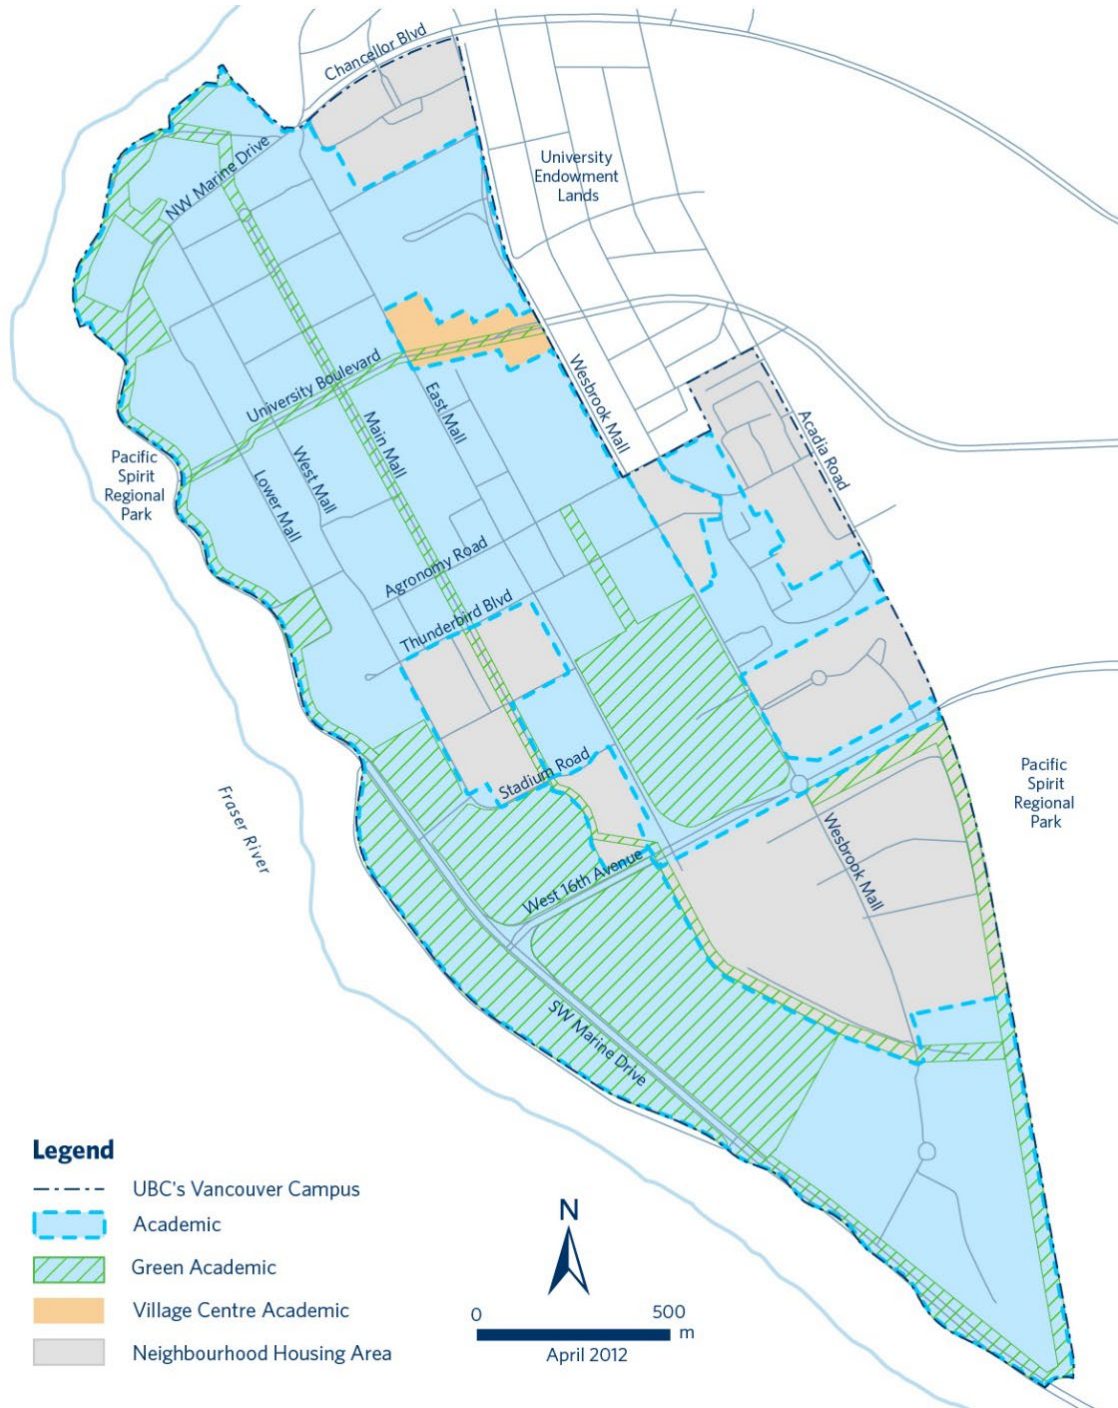 Chancellor Blvd
University
Endowment
Lands
NW Marine Drive
University Boulevard
East Mall
Wesbrook Mall
Main Mall
Acadia Road
West Mall
Lower Mall
Pacific
Spirit
Regional
Park
Agronomy Road
Thunderbird Blvd
Stadium Road
Fraser River
Pacific
Spirit
Regional
Park
West 16th Avenue
Wesbrook Mall
SW Marine Drive
Legend
UBC's Vancouver Campus
Academic
Green Academic
Village Centre Academic
Neighbourhood Housing Area
N
0 500
m
April 2012